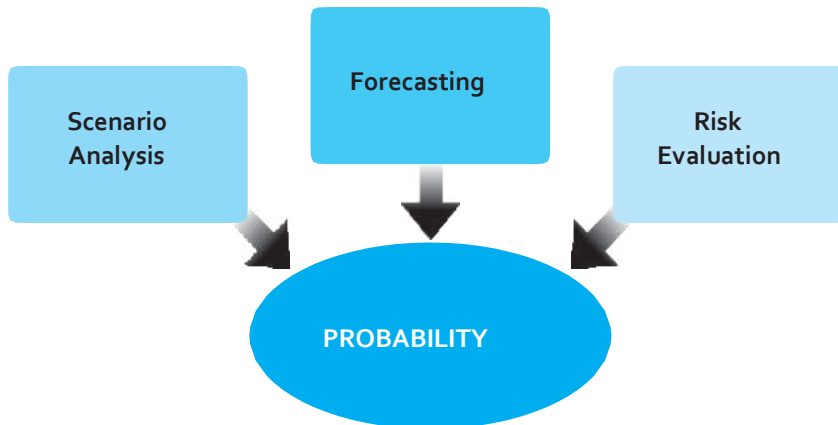 Scenario
Analysis
Forecasting
Risk
Evaluation
PROBABILITY